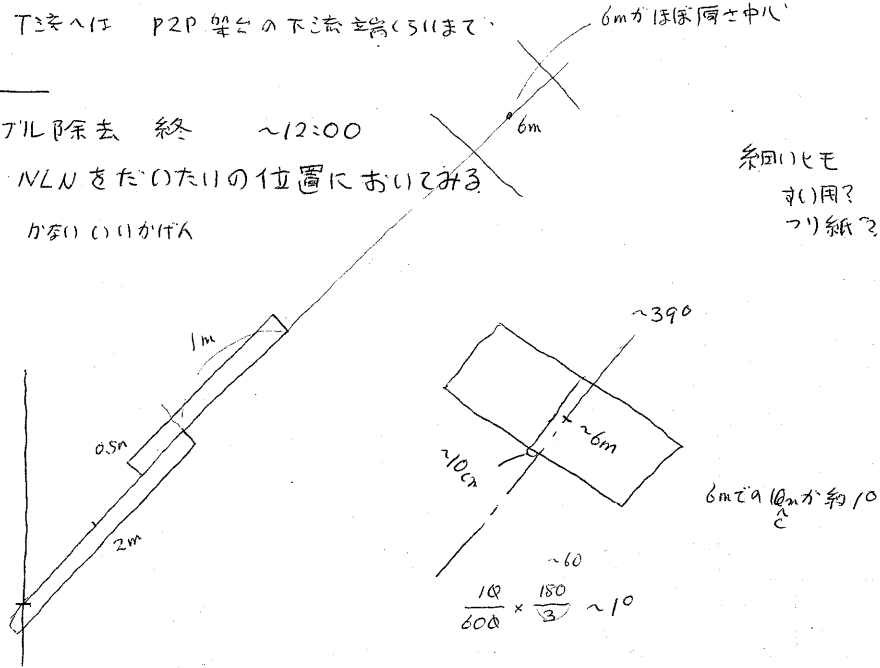 下流へは P2P 架台の下流端くらいまで
6mがほぼ厚さ中心
6m
ブル除去 終 ~12:00
NLNをだいたいの位置においてみる
かない いいかげん
細いヒモ
すい用?
つり紙?
1m
0.5m
2m
~39°
~6m
~10cm
6mでの10cmが約1°
~60
10/600 × 180/3 ~1°